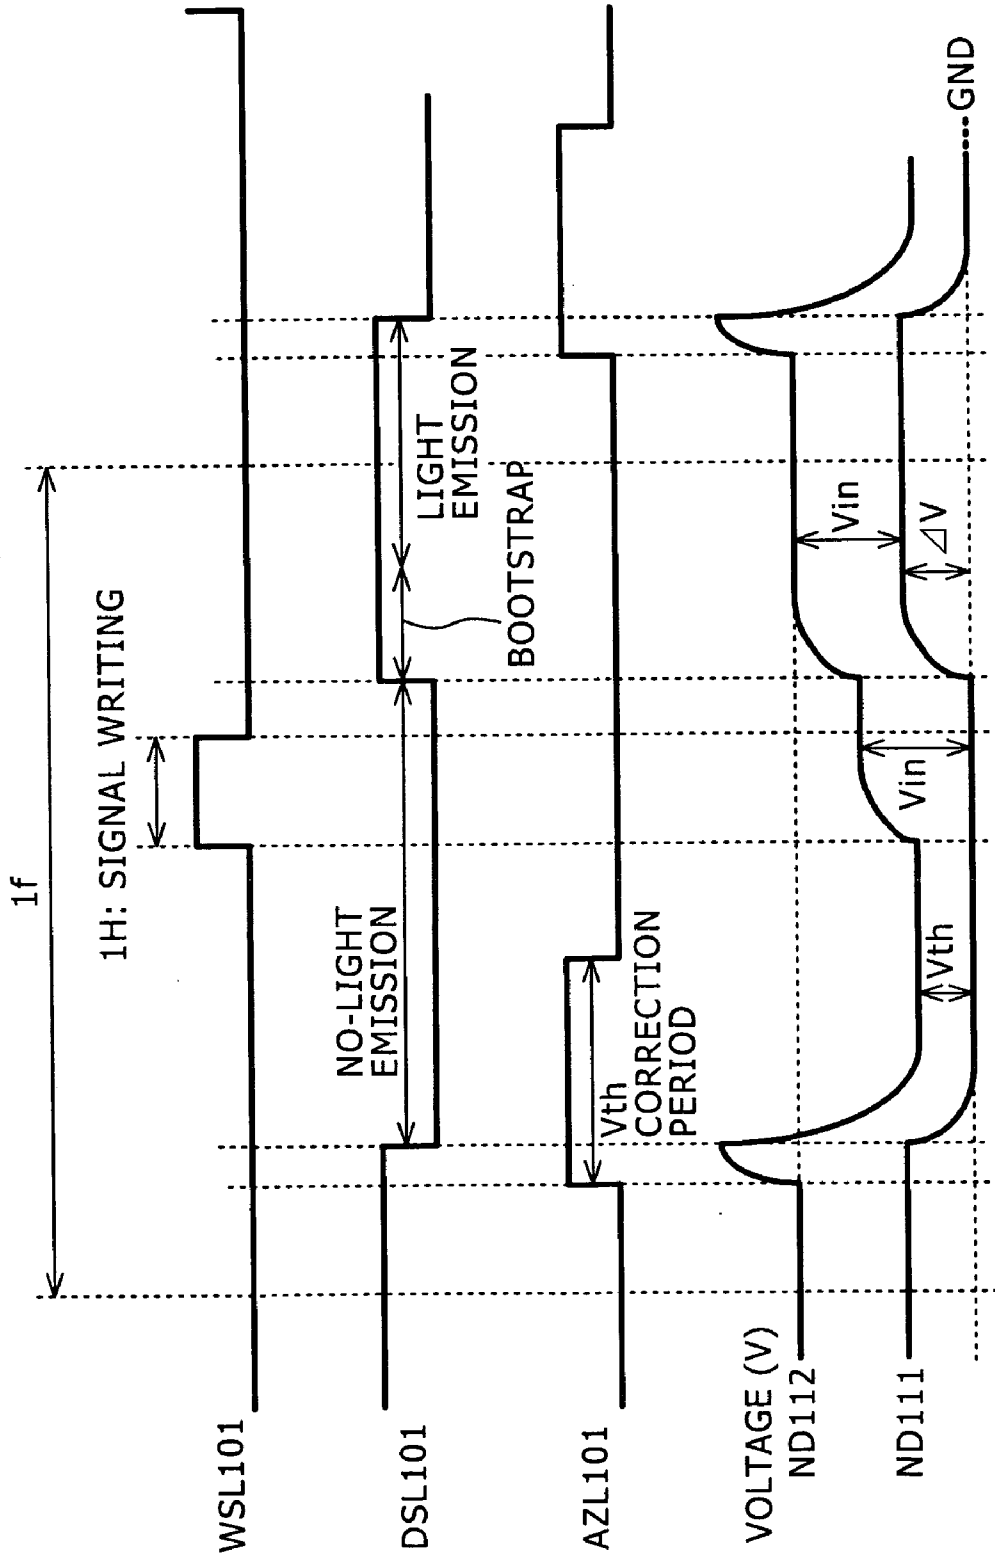 1f
1H: SIGNAL WRITING
WSL101
NO-LIGHT
EMISSION
LIGHT
EMISSION
BOOTSTRAP
DSL101
Vth
CORRECTION
PERIOD
AZL101
VOLTAGE (V)
ND112
ND111
Vth
Vin
Vin
⊿V
GND